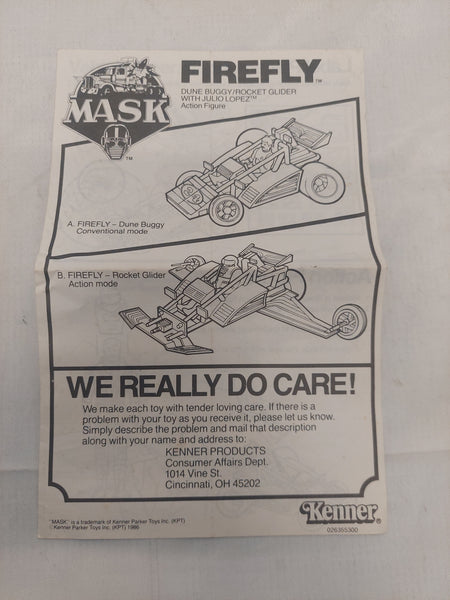 MASK
TM
FIREFLY™
DUNE BUGGY/ROCKET GLIDER
WITH JULIO LOPEZ™
Action Figure
A. FIREFLY – Dune Buggy
Conventional mode
B. FIREFLY – Rocket Glider
Action mode
WE REALLY DO CARE!
We make each toy with tender loving care. If there is a
problem with your toy as you receive it, please let us know.
Simply describe the problem and mail that description
along with your name and address to:
KENNER PRODUCTS
Consumer Affairs Dept.
1014 Vine St.
Cincinnati, OH 45202
"MASK" is a trademark of Kenner Parker Toys Inc. (KPT)
Kenner Parker Toys Inc. (KPT) 1986
Kenner®
026355300